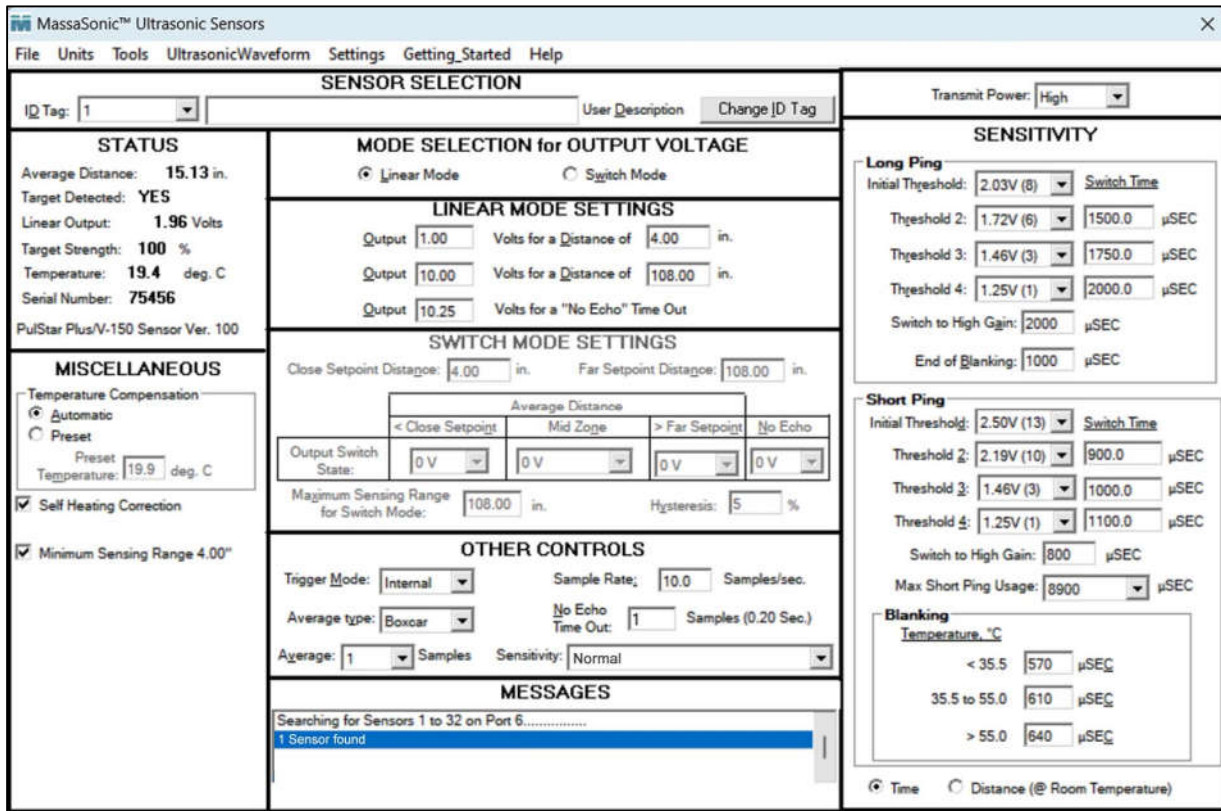 MassaSonic™ Ultrasonic Sensors
File Units Tools UltrasonicWaveform Settings Getting_Started Help
SENSOR SELECTION
ID Tag: 1 User Description Change ID Tag
STATUS
Average Distance: 15.13 in.
Target Detected: YES
Linear Output: 1.96 Volts
Target Strength: 100 %
Temperature: 19.4 deg. C
Serial Number: 75456
PulStar Plus/V-150 Sensor Ver. 100
MISCELLANEOUS
Temperature Compensation
Automatic
Preset
Preset
Temperature: 19.9 deg. C
Self Heating Correction
Minimum Sensing Range 4.00"
MODE SELECTION for OUTPUT VOLTAGE
Linear Mode Switch Mode
LINEAR MODE SETTINGS
Output 1.00 Volts for a Distance of 4.00 in.
Output 10.00 Volts for a Distance of 108.00 in.
Output 10.25 Volts for a "No Echo" Time Out
SWITCH MODE SETTINGS
Close Setpoint Distance: 4.00 in. Far Setpoint Distance: 108.00 in.
Average Distance
< Close Setpoint Mid Zone > Far Setpoint No Echo
Output Switch
State: 0 V 0 V 0 V 0 V
Maximum Sensing Range
for Switch Mode: 108.00 in. Hysteresis: 5 %
OTHER CONTROLS
Trigger Mode: Internal Sample Rate: 10.0 Samples/sec.
Average type: Boxcar No Echo
Time Out: 1 Samples (0.20 Sec.)
Average: 1 Samples Sensitivity: Normal
MESSAGES
Searching for Sensors 1 to 32 on Port 6................
1 Sensor found
Transmit Power: High
SENSITIVITY
Long Ping
Initial Threshold: 2.03V (8) Switch Time
Threshold 2: 1.72V (6) 1500.0 µSEC
Threshold 3: 1.46V (3) 1750.0 µSEC
Threshold 4: 1.25V (1) 2000.0 µSEC
Switch to High Gain: 2000 µSEC
End of Blanking: 1000 µSEC
Short Ping
Initial Threshold: 2.50V (13) Switch Time
Threshold 2: 2.19V (10) 900.0 µSEC
Threshold 3: 1.46V (3) 1000.0 µSEC
Threshold 4: 1.25V (1) 1100.0 µSEC
Switch to High Gain: 800 µSEC
Max Short Ping Usage: 8900 µSEC
Blanking
Temperature, °C
< 35.5 570 µSEC
35.5 to 55.0 610 µSEC
> 55.0 640 µSEC
Time Distance (@ Room Temperature)